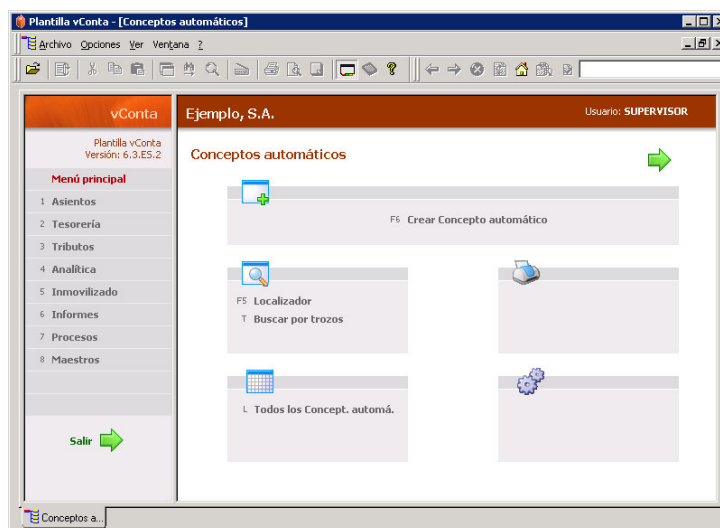 Plantilla vConta - [Conceptos automáticos]
Archivo Opciones Ver Ventana ?
vConta
Ejemplo, S.A.
Usuario: SUPERVISOR
Plantilla vConta
Versión: 6.3.ES.2
Conceptos automáticos
Menú principal
1 Asientos
2 Tesorería
3 Tributos
4 Analítica
5 Inmovilizado
6 Informes
7 Procesos
8 Maestros
F6 Crear Concepto automático
F5 Localizador
T Buscar por trozos
L Todos los Concept. automá.
Salir
Conceptos a...